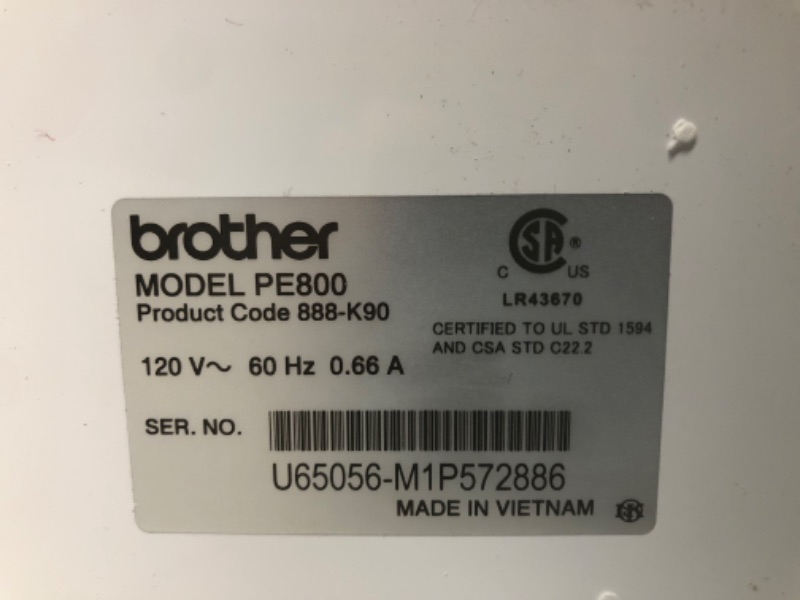 brother
MODEL PE800
Product Code 888-K90
120 V～ 60 Hz 0.66 A
SA ®
C US
LR43670
CERTIFIED TO UL STD 1594
AND CSA STD C22.2
SER. NO.
U65056-M1P572886
MADE IN VIETNAM